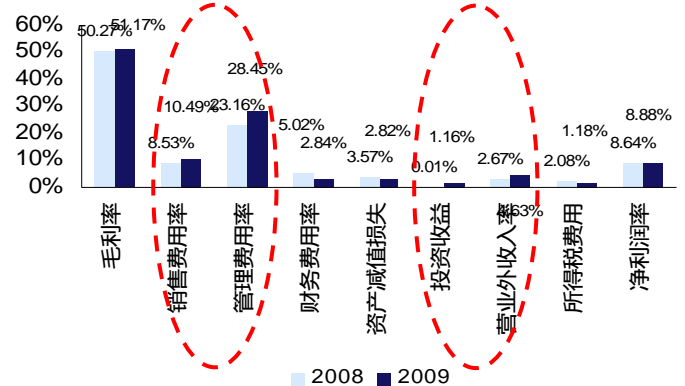 60%
50%
40%
30%
20%
10%
0%
50.27%
51.17%
8.53%
10.49%
23.16%
28.45%
5.02%
2.84%
3.57%
2.82%
0.01%
1.16%
2.67%
2.08%
1.18%
8.64%
8.88%
毛利率
销售费用率
管理费用率
财务费用率
资产减值损失
投资收益
营业外收入率
所得税费用
净利润率
2008
2009